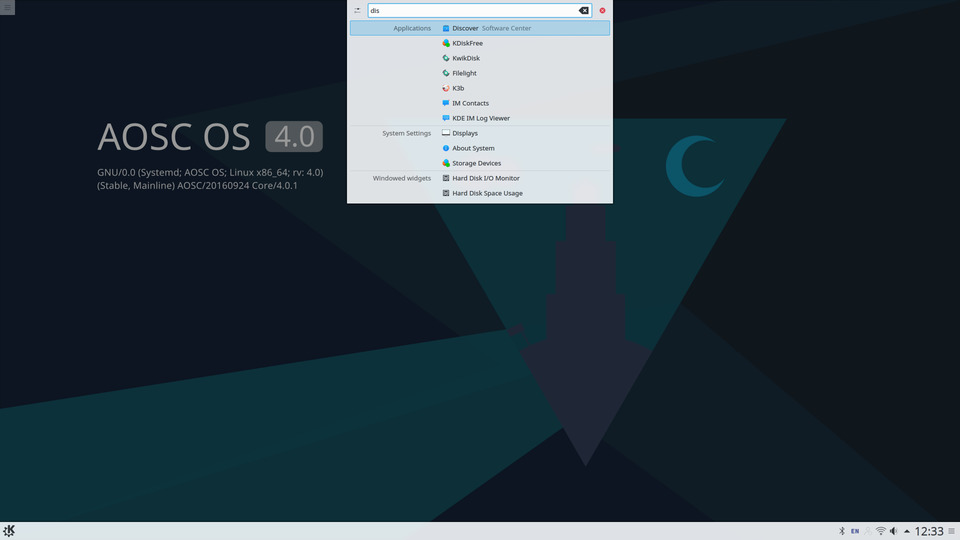 dis
Applications Discover Software Center
KDiskFree
KwikDisk
Filelight
K3b
IM Contacts
KDE IM Log Viewer
System Settings Displays
About System
Storage Devices
Windowed widgets Hard Disk I/O Monitor
Hard Disk Space Usage
AOSC OS 4.0
GNU/0.0 (Systemd; AOSC OS; Linux x86_64; rv: 4.0)
(Stable, Mainline) AOSC/20160924 Core/4.0.1
EN 12:33